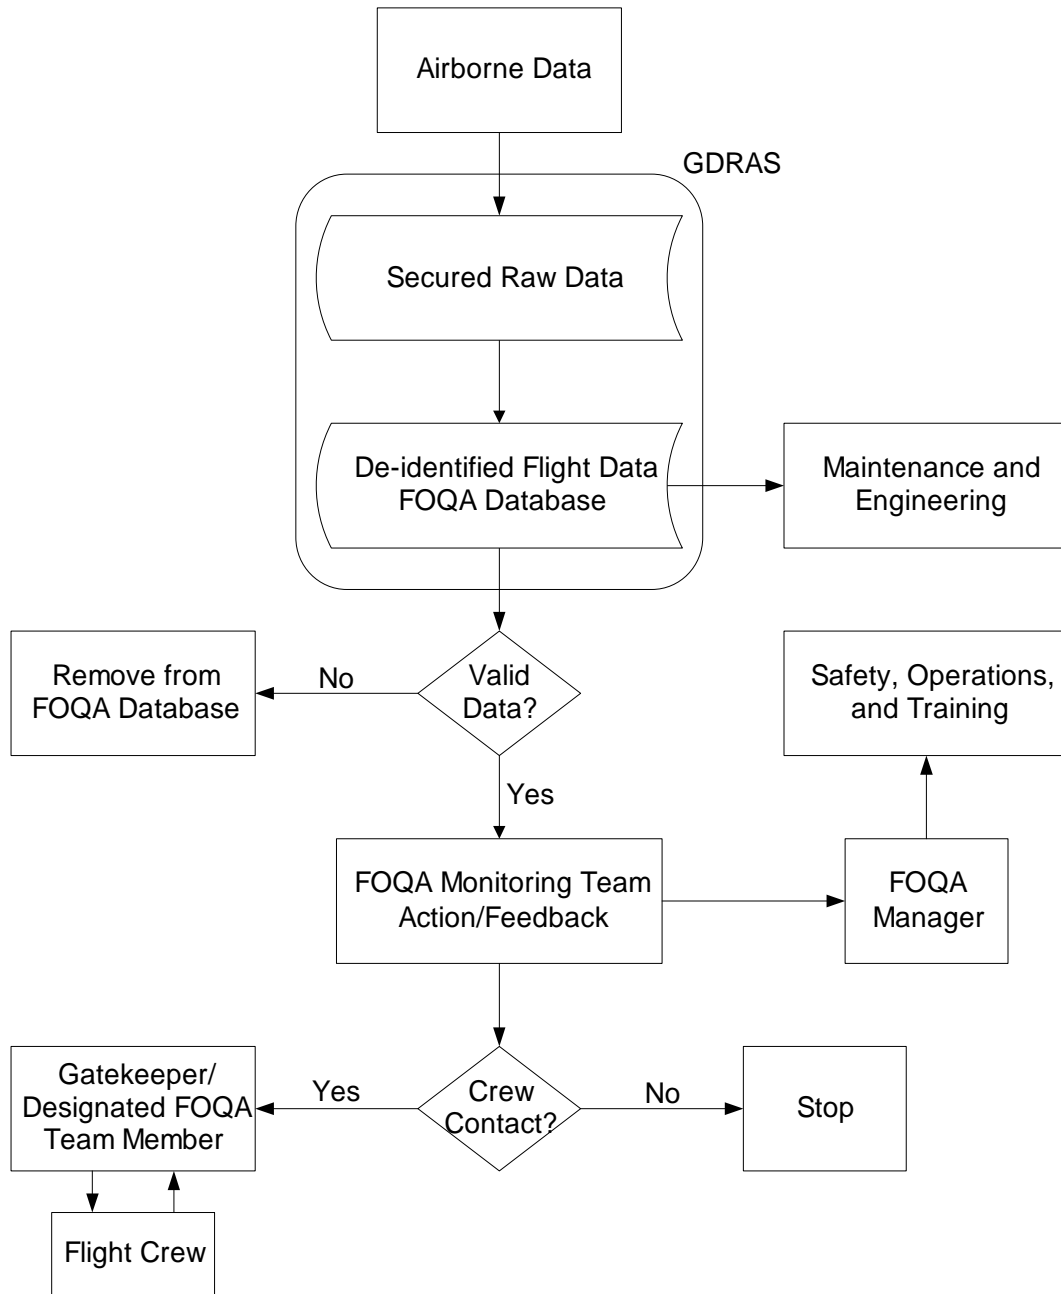 Airborne Data
GDRAS
Secured Raw Data
De-identified Flight Data
FOQA Database
Maintenance and
Engineering
Remove from
FOQA Database
No
Valid
Data?
Safety, Operations,
and Training
Yes
FOQA Monitoring Team
Action/Feedback
FOQA
Manager
Gatekeeper/
Designated FOQA
Team Member
Yes
Crew
Contact?
No
Stop
Flight Crew